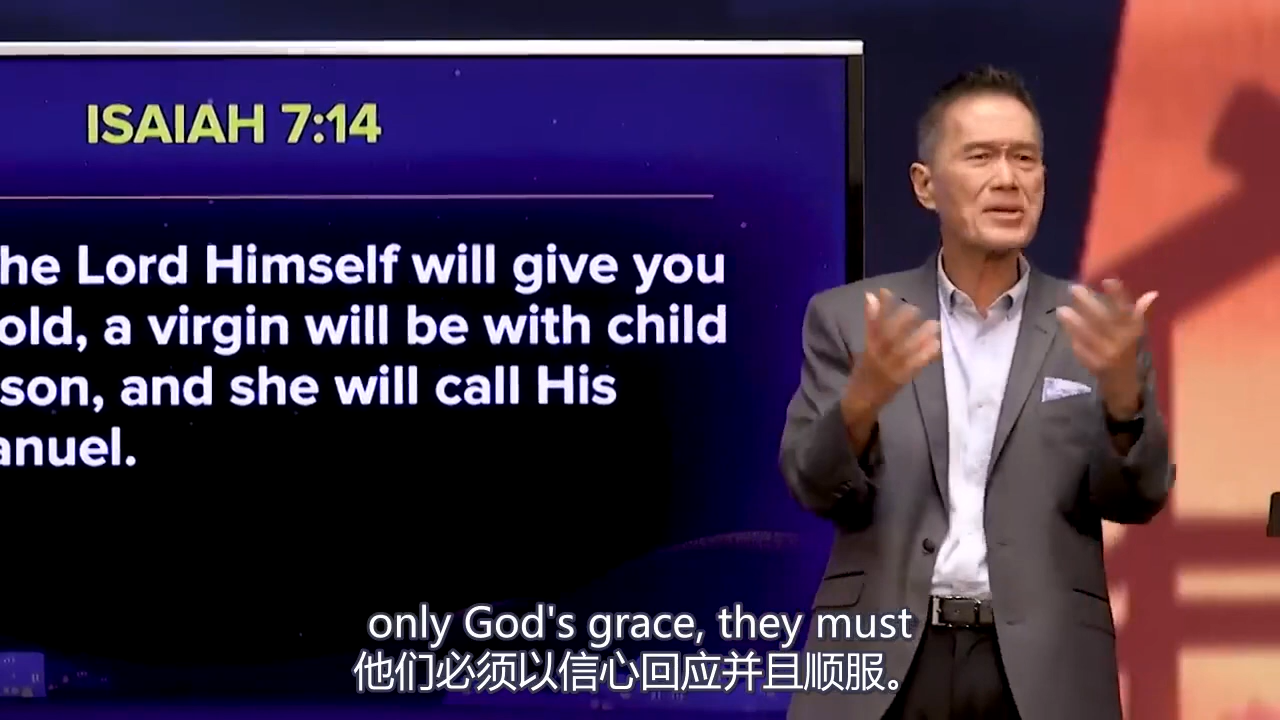 ISAIAH 7:14
he Lord Himself will give you
old, a virgin will be with child
son, and she will call His
anuel.
only God's grace, they must
他们必须以信心回应并且顺服。